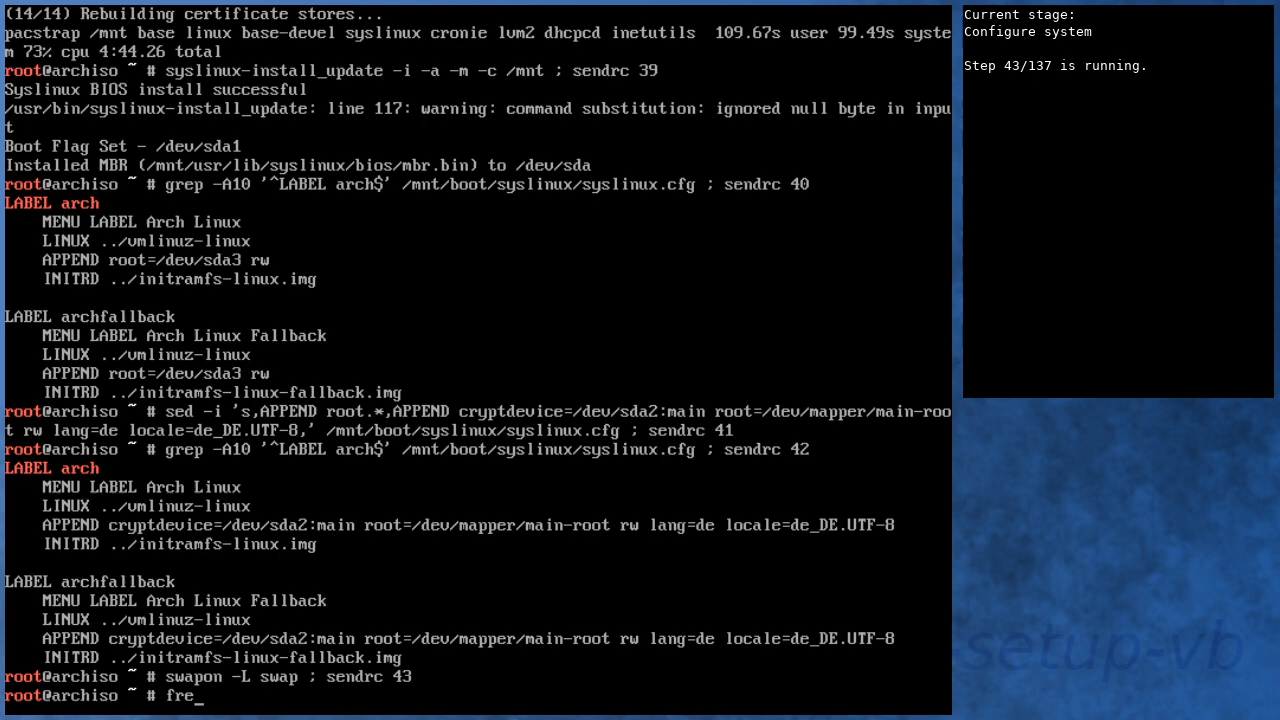 (14/14) Rebuilding certificate stores...
pacstrap /mnt base linux base-devel syslinux cronie lvm2 dhcpcd inetutils  109.67s user 99.49s syste
m 73% cpu 4:44.26 total
root@archiso ~ # syslinux-install_update -i -a -m -c /mnt ; sendrc 39
Syslinux BIOS install successful
/usr/bin/syslinux-install_update: line 117: warning: command substitution: ignored null byte in inpu
t
Boot Flag Set - /dev/sda1
Installed MBR (/mnt/usr/lib/syslinux/bios/mbr.bin) to /dev/sda
root@archiso ~ # grep -A10 '^LABEL arch$' /mnt/boot/syslinux/syslinux.cfg ; sendrc 40
LABEL arch
    MENU LABEL Arch Linux
    LINUX ../vmlinuz-linux
    APPEND root=/dev/sda3 rw
    INITRD ../initramfs-linux.img

LABEL archfallback
    MENU LABEL Arch Linux Fallback
    LINUX ../vmlinuz-linux
    APPEND root=/dev/sda3 rw
    INITRD ../initramfs-linux-fallback.img
root@archiso ~ # sed -i 's,APPEND root.*,APPEND cryptdevice=/dev/sda2:main root=/dev/mapper/main-roo
t rw lang=de locale=de_DE.UTF-8,' /mnt/boot/syslinux/syslinux.cfg ; sendrc 41
root@archiso ~ # grep -A10 '^LABEL arch$' /mnt/boot/syslinux/syslinux.cfg ; sendrc 42
LABEL arch
    MENU LABEL Arch Linux
    LINUX ../vmlinuz-linux
    APPEND cryptdevice=/dev/sda2:main root=/dev/mapper/main-root rw lang=de locale=de_DE.UTF-8
    INITRD ../initramfs-linux.img

LABEL archfallback
    MENU LABEL Arch Linux Fallback
    LINUX ../vmlinuz-linux
    APPEND cryptdevice=/dev/sda2:main root=/dev/mapper/main-root rw lang=de locale=de_DE.UTF-8
    INITRD ../initramfs-linux-fallback.img
root@archiso ~ # swapon -L swap ; sendrc 43
root@archiso ~ # fre_
Current stage:
Configure system

Step 43/137 is running.
-setup-vb